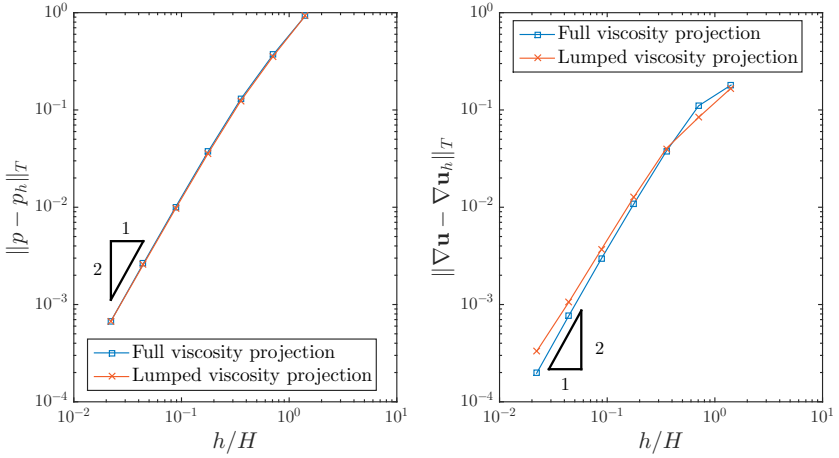 10^0
10^-1
10^-2
10^-3
10^-4
‖p − p_h‖_T
1
2
Full viscosity projection
Lumped viscosity projection
10^-2
10^-1
10^0
10^1
h/H
10^0
10^-1
10^-2
10^-3
10^-4
‖∇u − ∇u_h‖_T
Full viscosity projection
Lumped viscosity projection
2
1
10^-2
10^-1
10^0
10^1
h/H